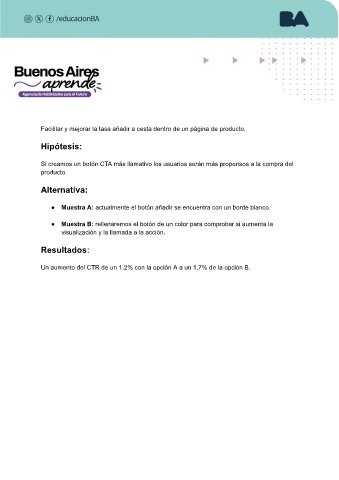 /educacionBA
BA
Buenos Aires
aprende
Agencia de Habilidades para el Futuro
Facilitar y mejorar la tasa añadir a cesta dentro de un página de producto.
Hipótesis:
Si creamos un botón CTA más llamativo los usuarios serán más propensos a la compra del
producto.
Alternativa:
● Muestra A: actualmente el botón añadir se encuentra con un borde blanco.
● Muestra B: rellenaremos el botón de un color para comprobar si aumenta la
visualización y la llamada a la acción.
Resultados:
Un aumento del CTR de un 1,2% con la opción A a un 1,7% de la opción B.